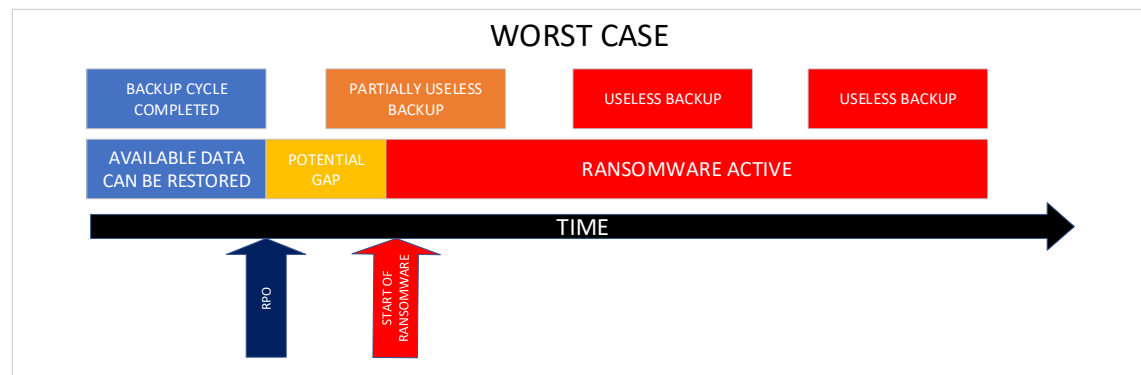 WORST CASE
BACKUP CYCLE
COMPLETED
PARTIALLY USELESS
BACKUP
USELESS BACKUP
USELESS BACKUP
AVAILABLE DATA
CAN BE RESTORED
POTENTIAL
GAP
RANSOMWARE ACTIVE
TIME
RPO
START OF
RANSOMWARE